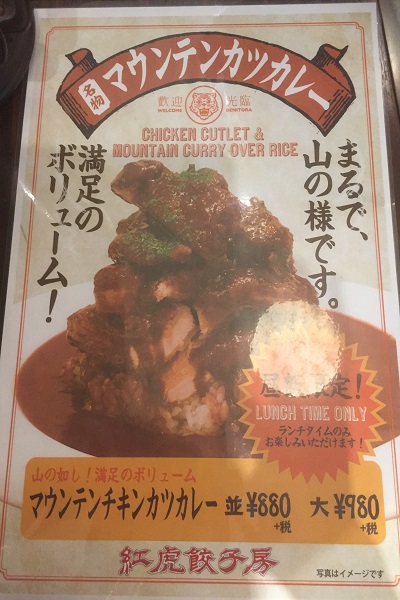 名物
マウンテンカツカレー
歓迎 光臨
WELCOME BENITORA
CHICKEN CUTLET &
MOUNTAIN CURRY OVER RICE
まるで、
山の様です。
満足の
ボリューム!
LUNCH TIME ONLY
ランチタイムのみ
お楽しみいただけます!
山の如し!満足のボリューム
マウンテンチキンカツカレー 並 ¥880 大 ¥980
+税 +税
紅虎餃子房
写真はイメージです